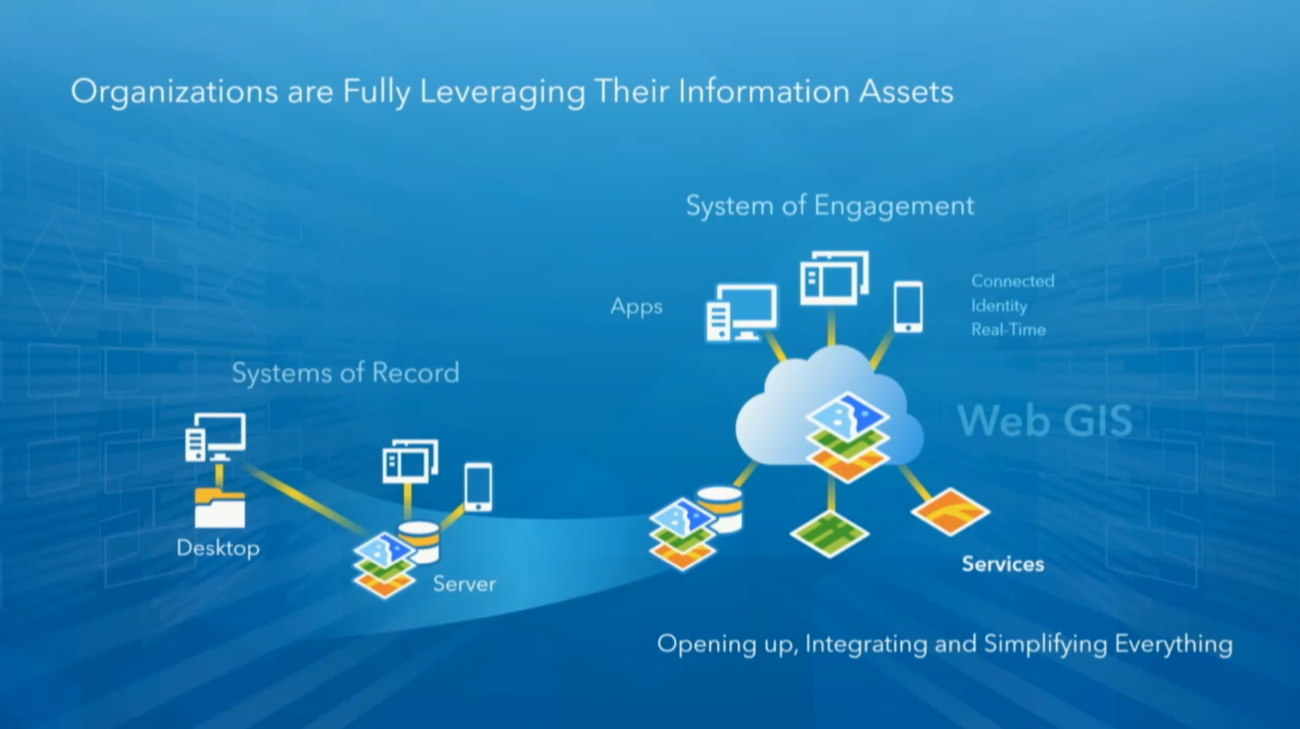 Organizations are Fully Leveraging Their Information Assets
System of Engagement
Apps
Connected
Identity
Real-Time
Systems of Record
Web GIS
Desktop
Server
Services
Opening up, Integrating and Simplifying Everything